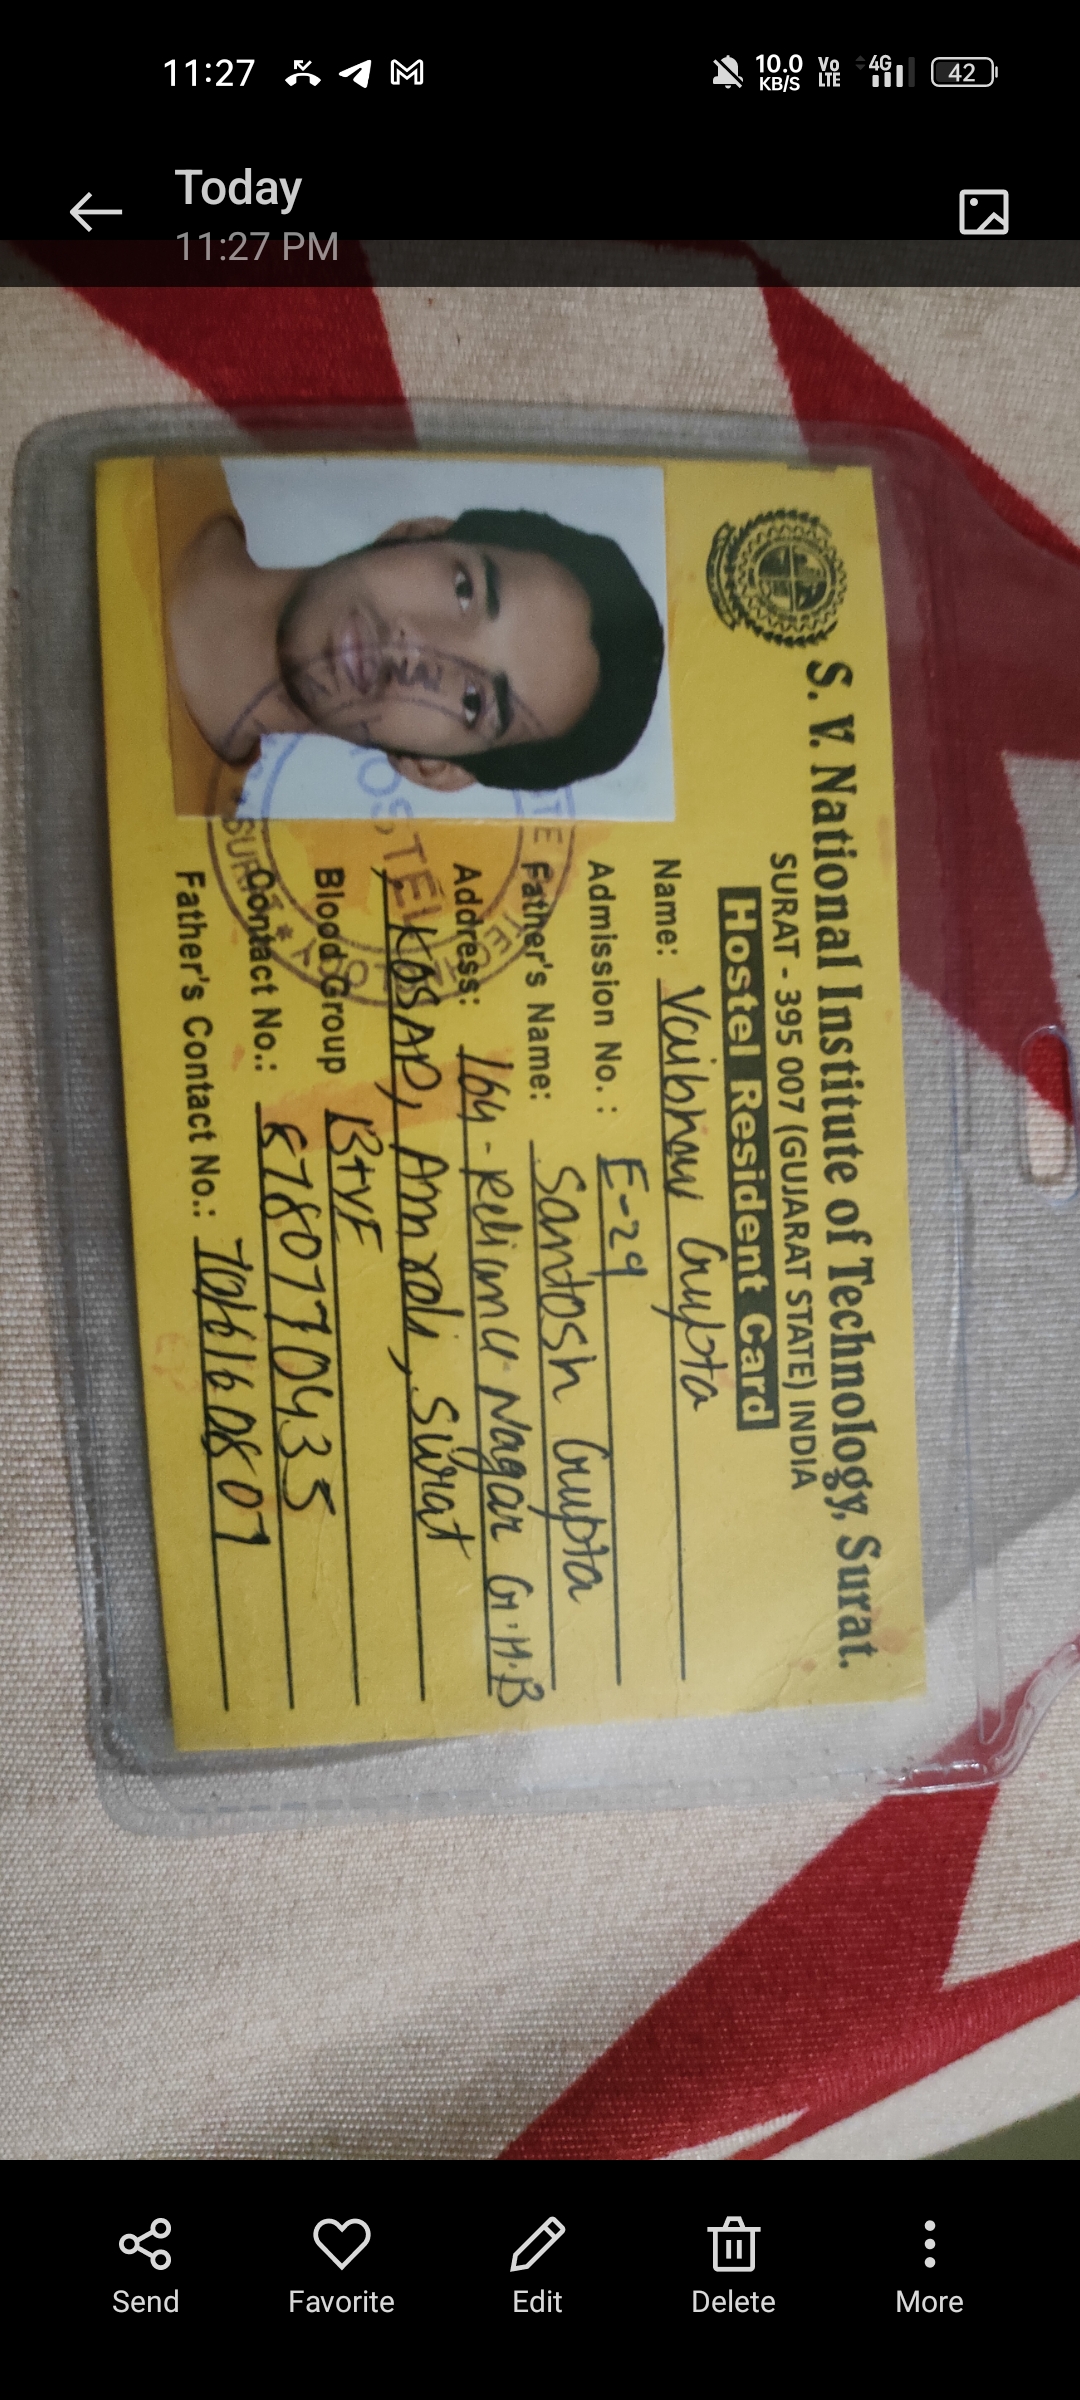 11:27
10.0 KB/S
Vo LTE
4G
42
Today
11:27 PM
S. V. National Institute of Technology, Surat.
SURAT - 395 007 (GUJARAT STATE) INDIA
Hostel Resident Card
Name: Vaibhav Gupta
Admission No. : E-29
Father's Name: Santosh Gupta
Address: 164-Reliance Nagar G.H.B
, KOSAD, Amroli, Surat
Blood Group B+VE
Contact No.: 8780770435
Father's Contact No.:
HOSTEL
SURAT
Send
Favorite
Edit
Delete
More